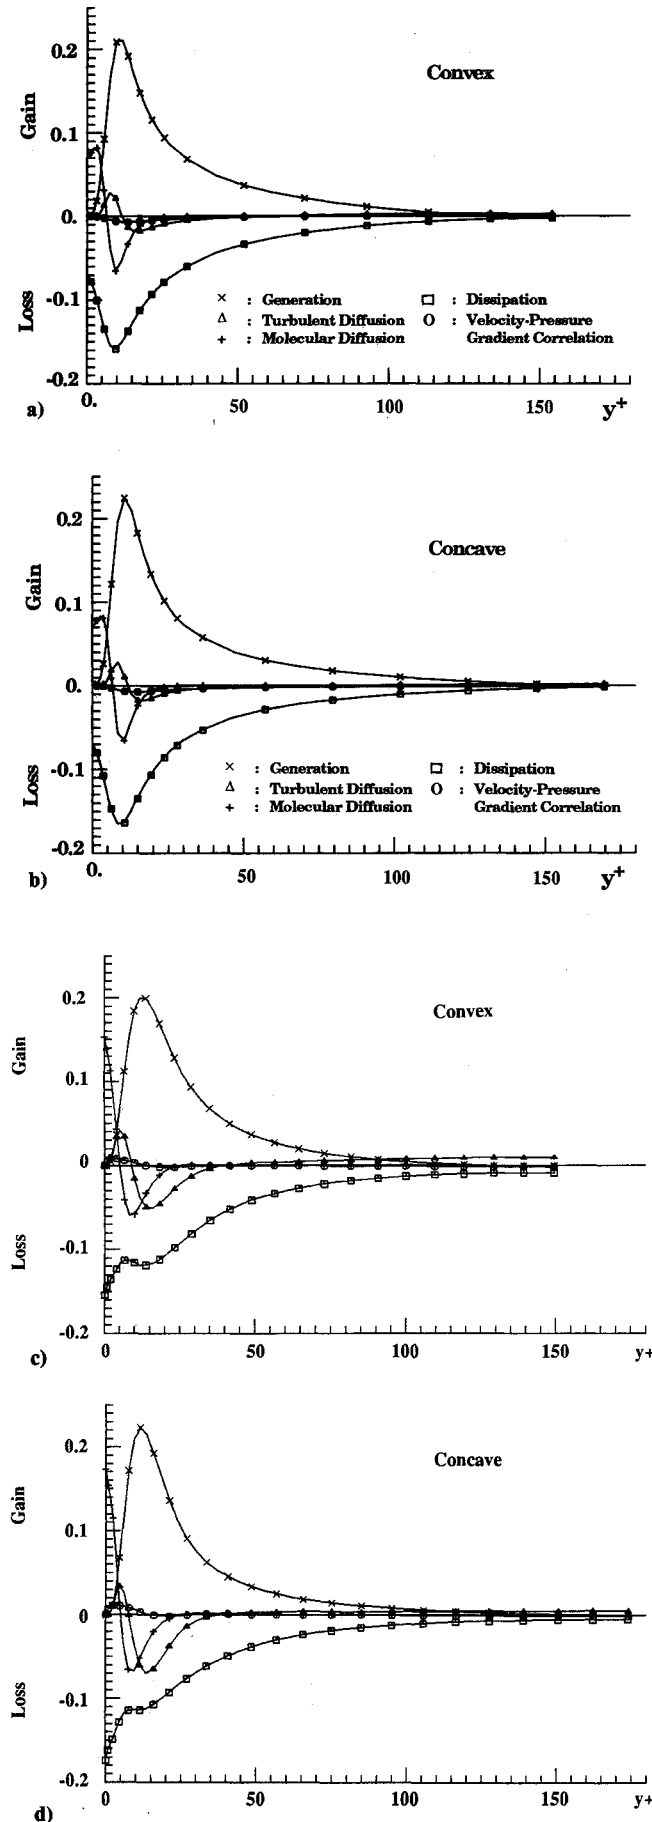 0.2
Convex
Gain
0.1
0.
Loss
× : Generation □ : Dissipation
-0.1
△ : Turbulent Diffusion O : Velocity-Pressure
+ : Molecular Diffusion Gradient Correlation
-0.2
0. 50 100 150 y+
a)
0.2
Concave
Gain
0.1
0.
Loss
× : Generation □ : Dissipation
-0.1
△ : Turbulent Diffusion O : Velocity-Pressure
+ : Molecular Diffusion Gradient Correlation
-0.2
0. 50 100 150 y+
b)
0.2
Convex
Gain
0.1
0
Loss
-0.1
-0.2
0 50 100 150 y+
c)
0.2
Concave
Gain
0.1
0
Loss
-0.1
-0.2
0 50 100 150 y+
d)